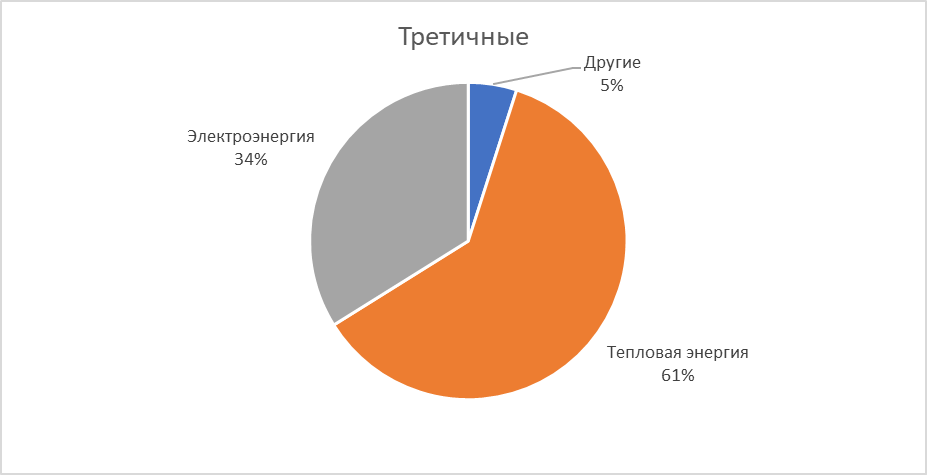 Третичные
Другие
5%
Электроэнергия
34%
Тепловая энергия
61%